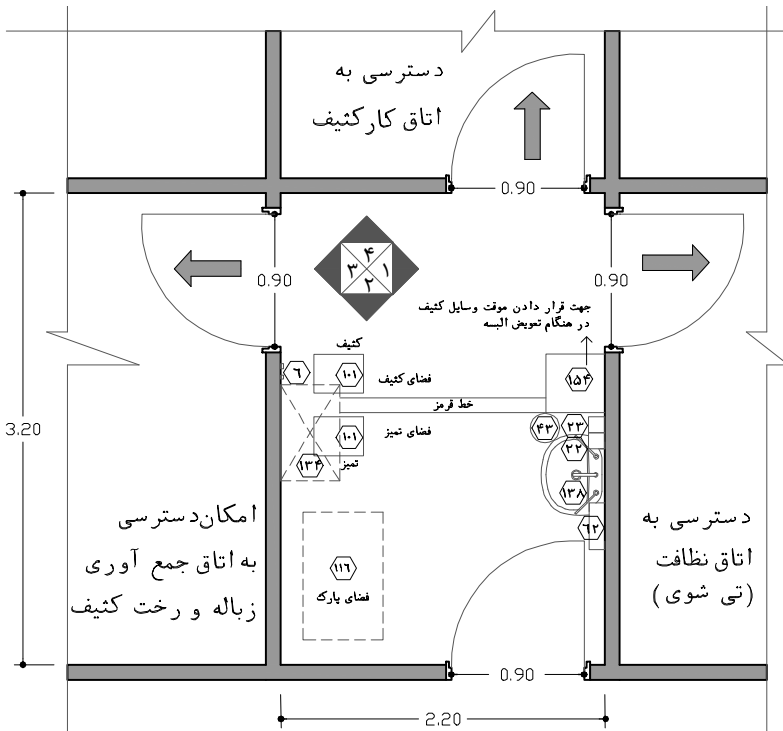 دسترسی به
اتاق کارکثیف
0.90
۴
۳ ۱
۲
0.90
0.90
جهت قرار دادن موقت وسایل کثیف
در هنگام تعویض البسه
کثیف
۶
۱۰۱
فضای کثیف
۱۵۴
خط قرمز
۱۰۱
فضای تمیز
۴۳
۲۳
۲۲
تمیز
۱۳۴
۱۳۸
۶۲
3.20
امکان‌دسترسی
به اتاق جمع آوری
زباله و رخت کثیف
دسترسی به
اتاق نظافت
(تی شوی)
۱۱۶
فضای پارک
0.90
2.20